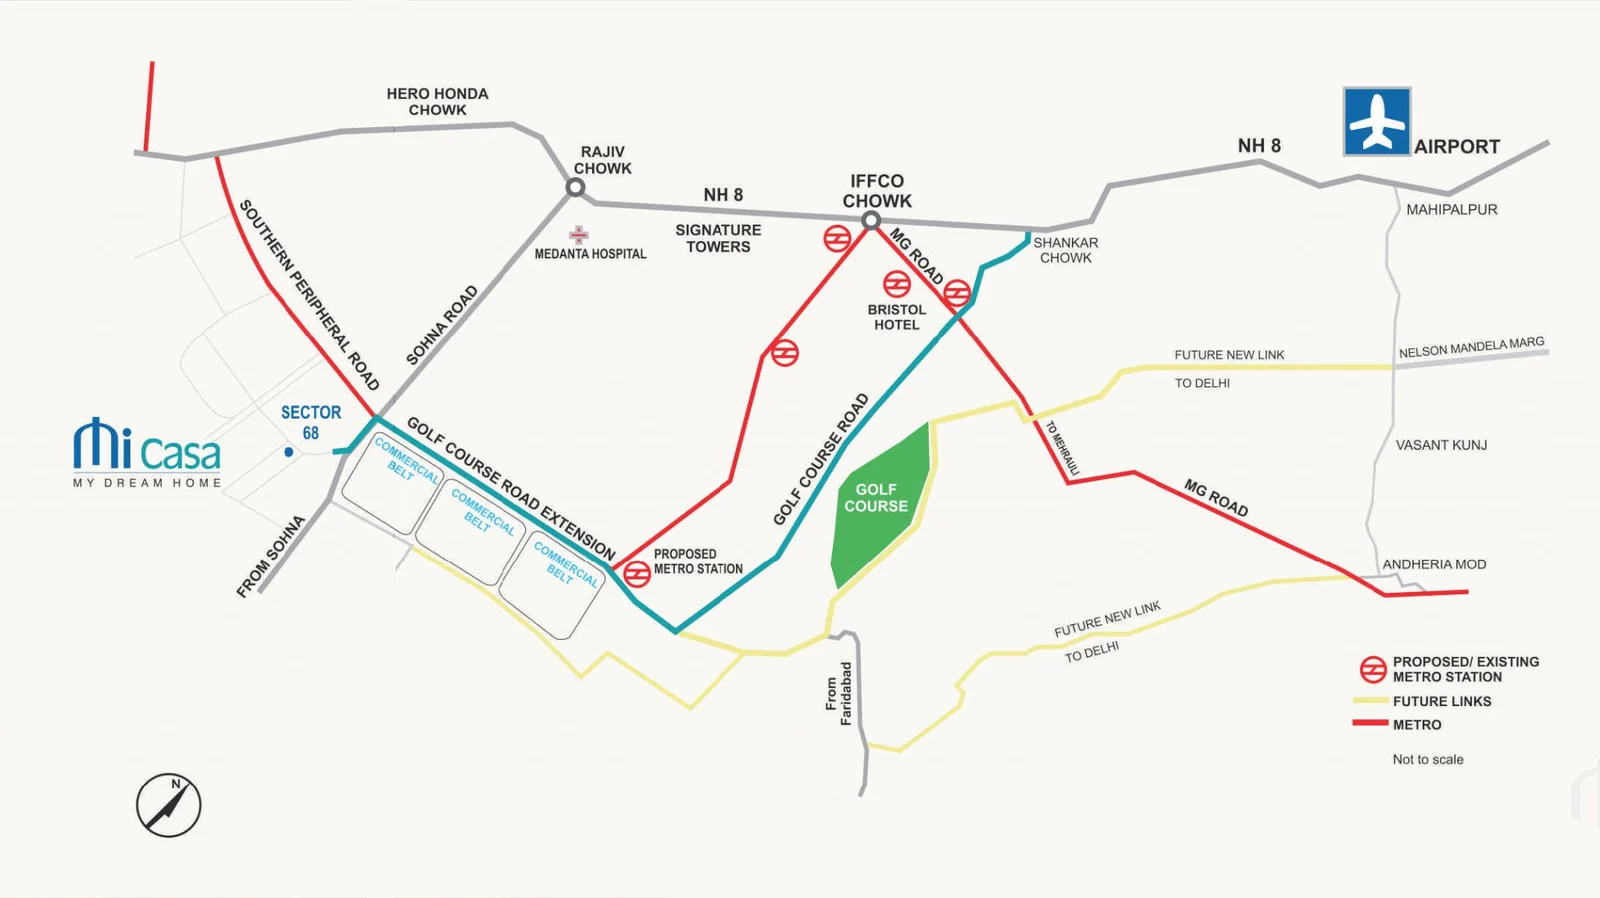 HERO HONDA
CHOWK
RAJIV
CHOWK
NH 8
SIGNATURE
TOWERS
MEDANTA HOSPITAL
IFFCO
CHOWK
MG ROAD
BRISTOL
HOTEL
SHANKAR
CHOWK
NH 8
AIRPORT
MAHIPALPUR
SOUTHERN PERIPHERAL ROAD
SOHNA ROAD
FUTURE NEW LINK
TO DELHI
NELSON MANDELA MARG
VASANT KUNJ
SECTOR
68
Mi Casa
MY DREAM HOME
GOLF COURSE ROAD EXTENSION
COMMERCIAL
BELT
COMMERCIAL
BELT
COMMERCIAL
BELT
FROM SOHNA
GOLF COURSE ROAD
GOLF
COURSE
TO MEHRAULI
MG ROAD
PROPOSED
METRO STATION
ANDHERIA MOD
FUTURE NEW LINK
TO DELHI
From
Faridabad
PROPOSED/ EXISTING
METRO STATION
FUTURE LINKS
METRO
Not to scale
N